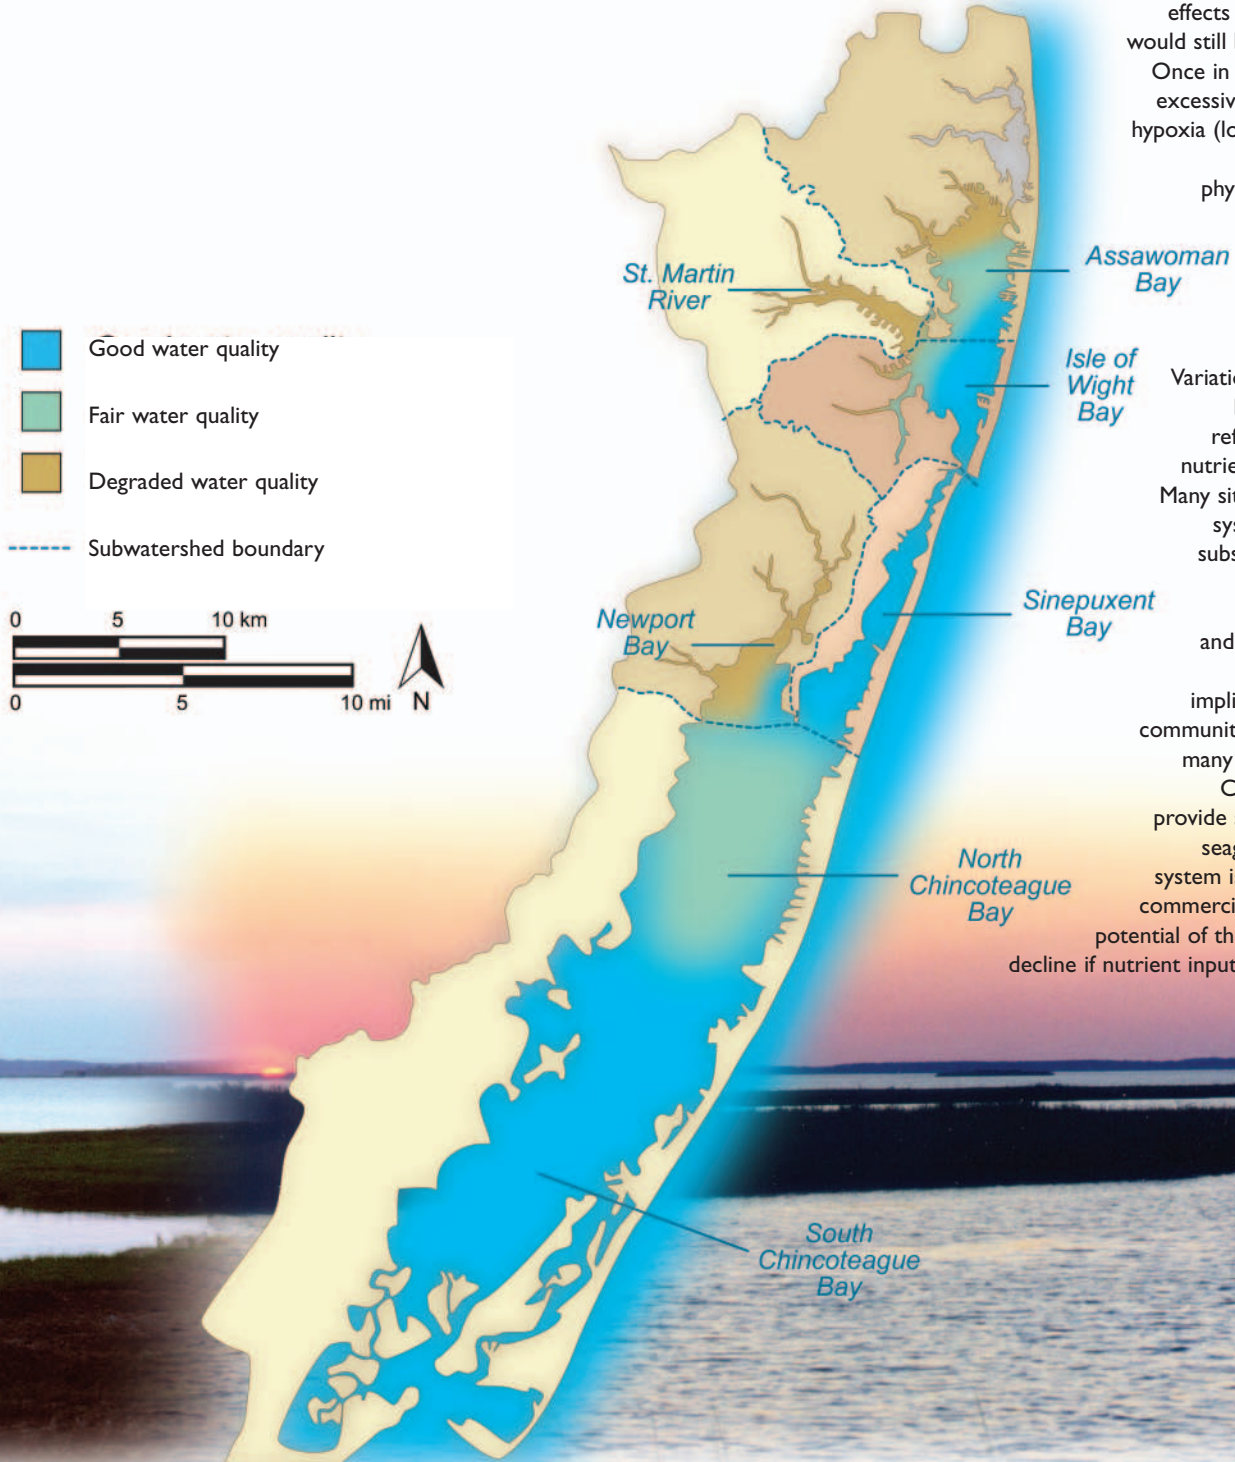 effects
would still
Once in
excessiv
hypoxia (lo
phy
Assawoman
Bay
St. Martin
River
Good water quality
Fair water quality
Degraded water quality
Subwatershed boundary
Isle of
Wight
Bay
Variatio
ref
nutrie
Many sit
sys
subs
0 5 10 km
0 5 10 mi
N
Newport
Bay
Sinepuxent
Bay
and
impli
communit
many
provide
seag
system i
commerci
potential of th
decline if nutrient input
North
Chincoteague
Bay
South
Chincoteague
Bay